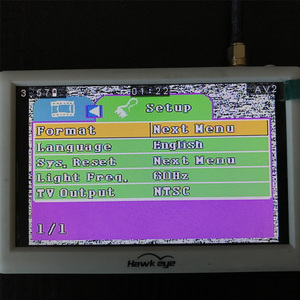 3.57 01:22 AV2
Setup
Format Next Menu
Language English
Sys. Reset Next Menu
Light Freq. 60Hz
TV Output NTSC
1/1
Hawkeye